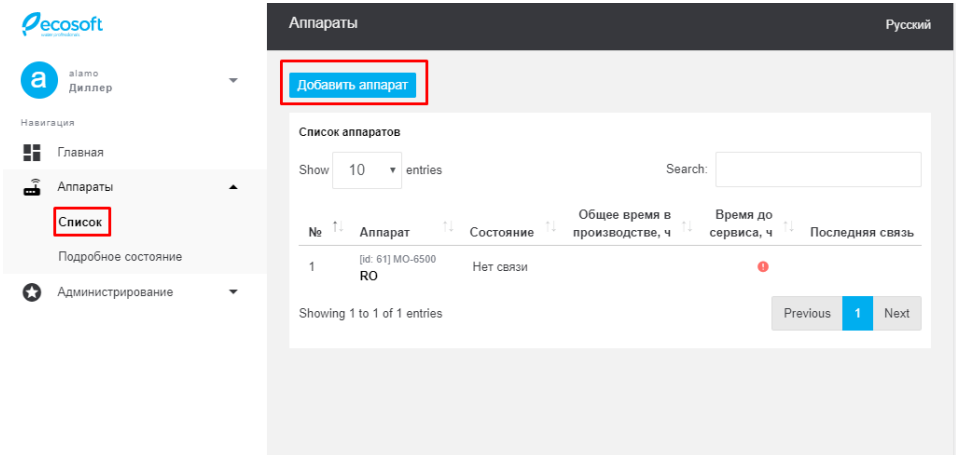 ecosoft
Аппараты
Русский
a
alamo
Диллер
Добавить аппарат
Навигация
Главная
Аппараты
Список
Подробное состояние
Администрирование
Список аппаратов
Show 10 entries
Search:
№ Аппарат Состояние Общее время в производстве, ч Время до сервиса, ч Последняя связь
1 [id: 61] MO-6500 RO Нет связи
Showing 1 to 1 of 1 entries
Previous 1 Next